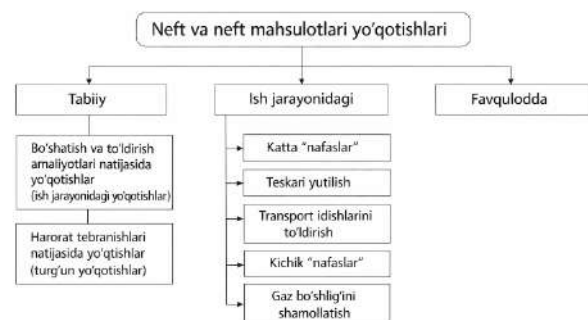 Neft va neft mahsulotlari yo'qotishlari
Tabiiy
Ish jarayonidagi
Favqulodda
Bo'shatish va to'ldirish
amaliyotlari natijasida
yo'qotishlar
(ish jarayonidagi yo'qotishlar)
Harorat tebranishlari
natijasida yo'qtishlar
(turg'un yo'qotishlar)
Katta "nafaslar"
Teskari yutilish
Transport idishlarini
to'ldirish
Kichik "nafaslar"
Gaz bo'shlig'ini
shamollatish